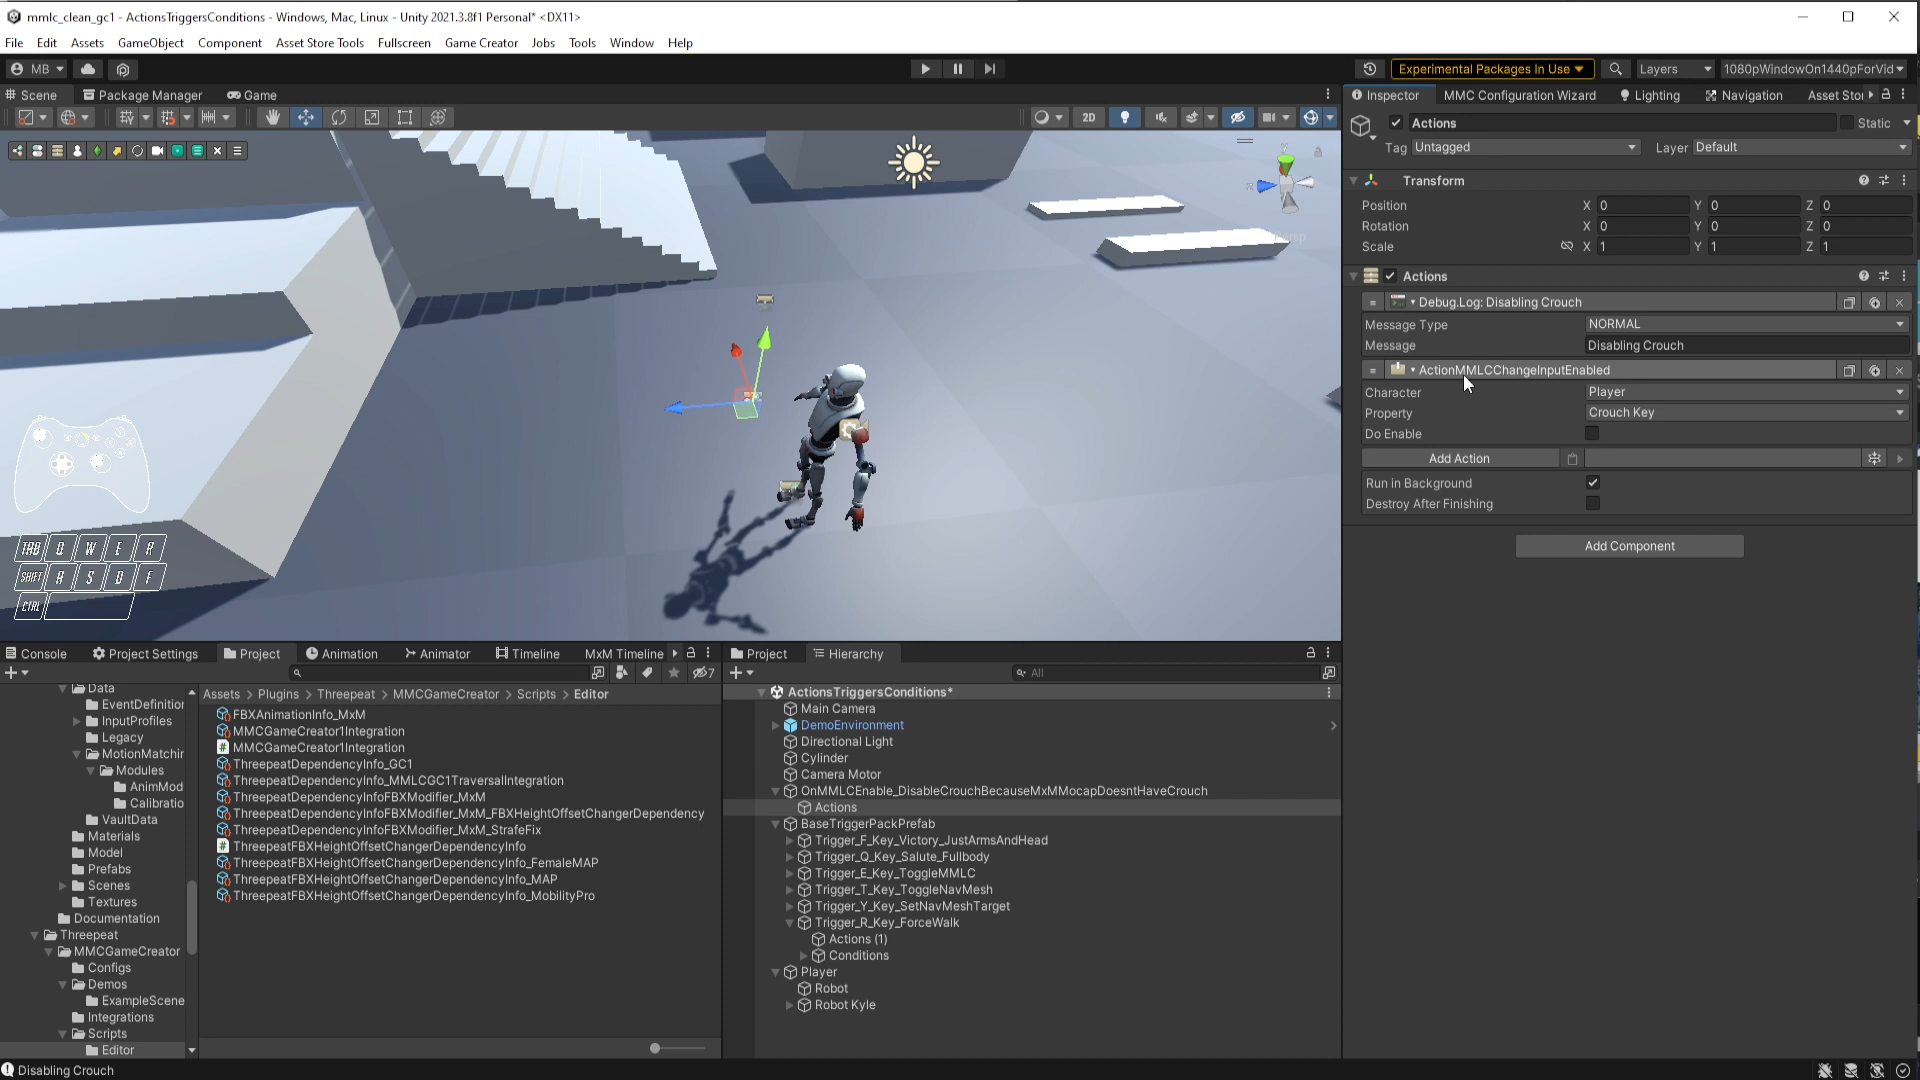 mmlc_clean_gc1 - ActionsTriggersConditions - Windows, Mac, Linux - Unity 2021.3.8f1 Personal* <DX11>
File Edit Assets GameObject Component Asset Store Tools Fullscreen Game Creator Jobs Tools Window Help
MB Experimental Packages In Use Layers 1080pWindowOn1440pForVid
Scene Package Manager Game
2D
TAB Q W E R
SHIFT A S D F
CTRL
Inspector MMC Configuration Wizard Lighting Navigation Asset Sto
Actions Static
Tag Untagged Layer Default
Transform
Position X 0 Y 0 Z 0
Rotation X 0 Y 0 Z 0
Scale X 1 Y 1 Z 1
Actions
Debug.Log: Disabling Crouch
Message Type NORMAL
Message Disabling Crouch
ActionMMLCChangeInputEnabled
Character Player
Property Crouch Key
Do Enable
Add Action
Run in Background
Destroy After Finishing
Add Component
Console Project Settings Project Animation Animator Timeline MxM Timeline
7
Data
EventDefinition
InputProfiles
Legacy
MotionMatchin
Modules
AnimMod
Calibratio
VaultData
Materials
Model
Prefabs
Scenes
Textures
Documentation
Threepeat
MMCGameCreator
Configs
Demos
ExampleScene
Integrations
Scripts
Editor
Assets > Plugins > Threepeat > MMCGameCreator > Scripts > Editor
FBXAnimationInfo_MxM
MMCGameCreator1Integration
MMCGameCreator1Integration
ThreepeatDependencyInfo_GC1
ThreepeatDependencyInfo_MMLCGC1TraversalIntegration
ThreepeatDependencyInfoFBXModifier_MxM
ThreepeatDependencyInfoFBXModifier_MxM_FBXHeightOffsetChangerDependency
ThreepeatDependencyInfoFBXModifier_MxM_StrafeFix
ThreepeatFBXHeightOffsetChangerDependencyInfo
ThreepeatFBXHeightOffsetChangerDependencyInfo_FemaleMAP
ThreepeatFBXHeightOffsetChangerDependencyInfo_MAP
ThreepeatFBXHeightOffsetChangerDependencyInfo_MobilityPro
Project Hierarchy
All
ActionsTriggersConditions*
Main Camera
DemoEnvironment
Directional Light
Cylinder
Camera Motor
OnMMLCEnable_DisableCrouchBecauseMxMMocapDoesntHaveCrouch
Actions
BaseTriggerPackPrefab
Trigger_F_Key_Victory_JustArmsAndHead
Trigger_Q_Key_Salute_Fullbody
Trigger_E_Key_ToggleMMLC
Trigger_T_Key_ToggleNavMesh
Trigger_Y_Key_SetNavMeshTarget
Trigger_R_Key_ForceWalk
Actions (1)
Conditions
Player
Robot
Robot Kyle
Disabling Crouch